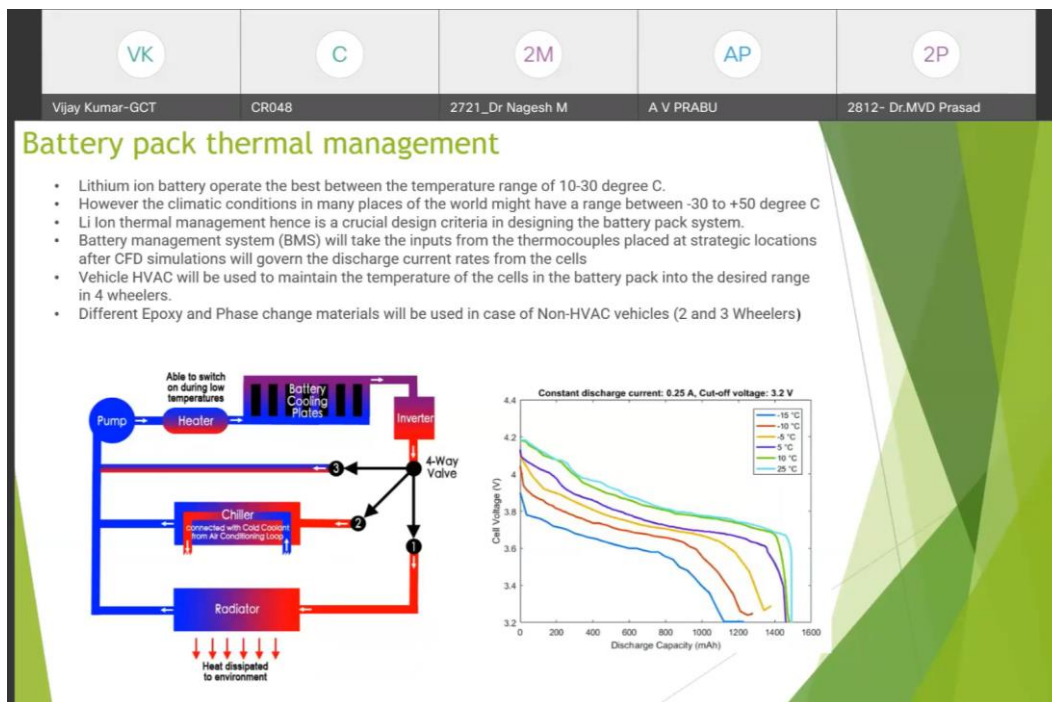 VK
C
2M
AP
2P
Vijay Kumar-GCT
CR048
2721_Dr Nagesh M
A V PRABU
2812- Dr.MVD Prasad
Battery pack thermal management
• Lithium ion battery operate the best between the temperature range of 10-30 degree C.
• However the climatic conditions in many places of the world might have a range between -30 to +50 degree C
• Li Ion thermal management hence is a crucial design criteria in designing the battery pack system.
• Battery management system (BMS) will take the inputs from the thermocouples placed at strategic locations
after CFD simulations will govern the discharge current rates from the cells
• Vehicle HVAC will be used to maintain the temperature of the cells in the battery pack into the desired range
in 4 wheelers.
• Different Epoxy and Phase change materials will be used in case of Non-HVAC vehicles (2 and 3 Wheelers)
Able to switch
on during low
temperatures
Pump
Heater
Battery
Cooling
Plates
Inverter
4-Way
Valve
3
2
1
Chiller
connected with Cold Coolant
from Air Conditioning Loop
Radiator
Heat dissipated
to environment
Constant discharge current: 0.25 A, Cut-off voltage: 3.2 V
4.4
4.2
4
3.8
3.6
3.4
3.2
Cell Voltage (V)
-15 °C
-10 °C
-5 °C
5 °C
10 °C
25 °C
0 200 400 600 800 1000 1200 1400 1600
Discharge Capacity (mAh)